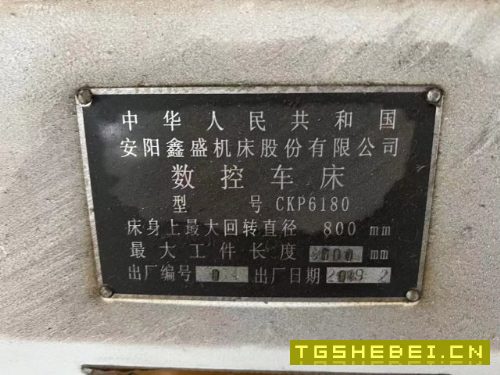 中华人民共和国
安阳鑫盛机床股份有限公司
数控车床
型 号 CKP6180
床身上最大回转直径 800 mm
最大工件长度 mm
出厂编号 出厂日期
TGSHEBEI.CN